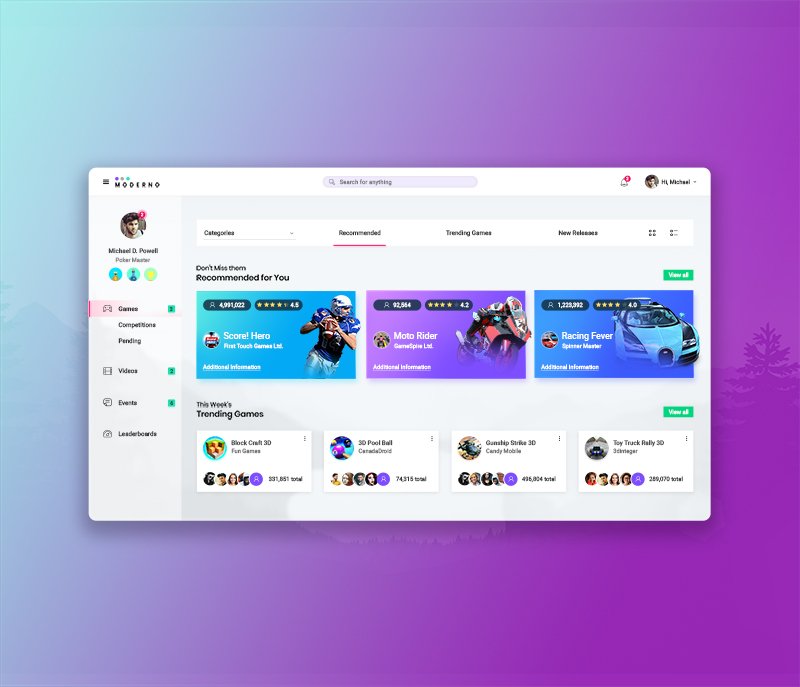 MODERNO
Search for anything
3
Hi, Michael
3
Michael D. Powell
Poker Master
Games 3
Competitions
Pending
Videos 2
Events 6
Leaderboards
Categories Recommended Trending Games New Releases
Don't Miss them
Recommended for You View all
4,991,022 4.5
Score! Hero
First Touch Games Ltd.
Additional Information
92,564 4.2
Moto Rider
GameSpire Ltd.
Additional Information
1,223,392 4.0
Racing Fever
Spinner Master
Additional Information
This Week's
Trending Games View all
Block Craft 3D
Fun Games
331,851 total
3D Pool Ball
CanadaDroid
74,315 total
Gunship Strike 3D
Candy Mobile
496,804 total
Toy Truck Rally 3D
3dinteger
289,070 total